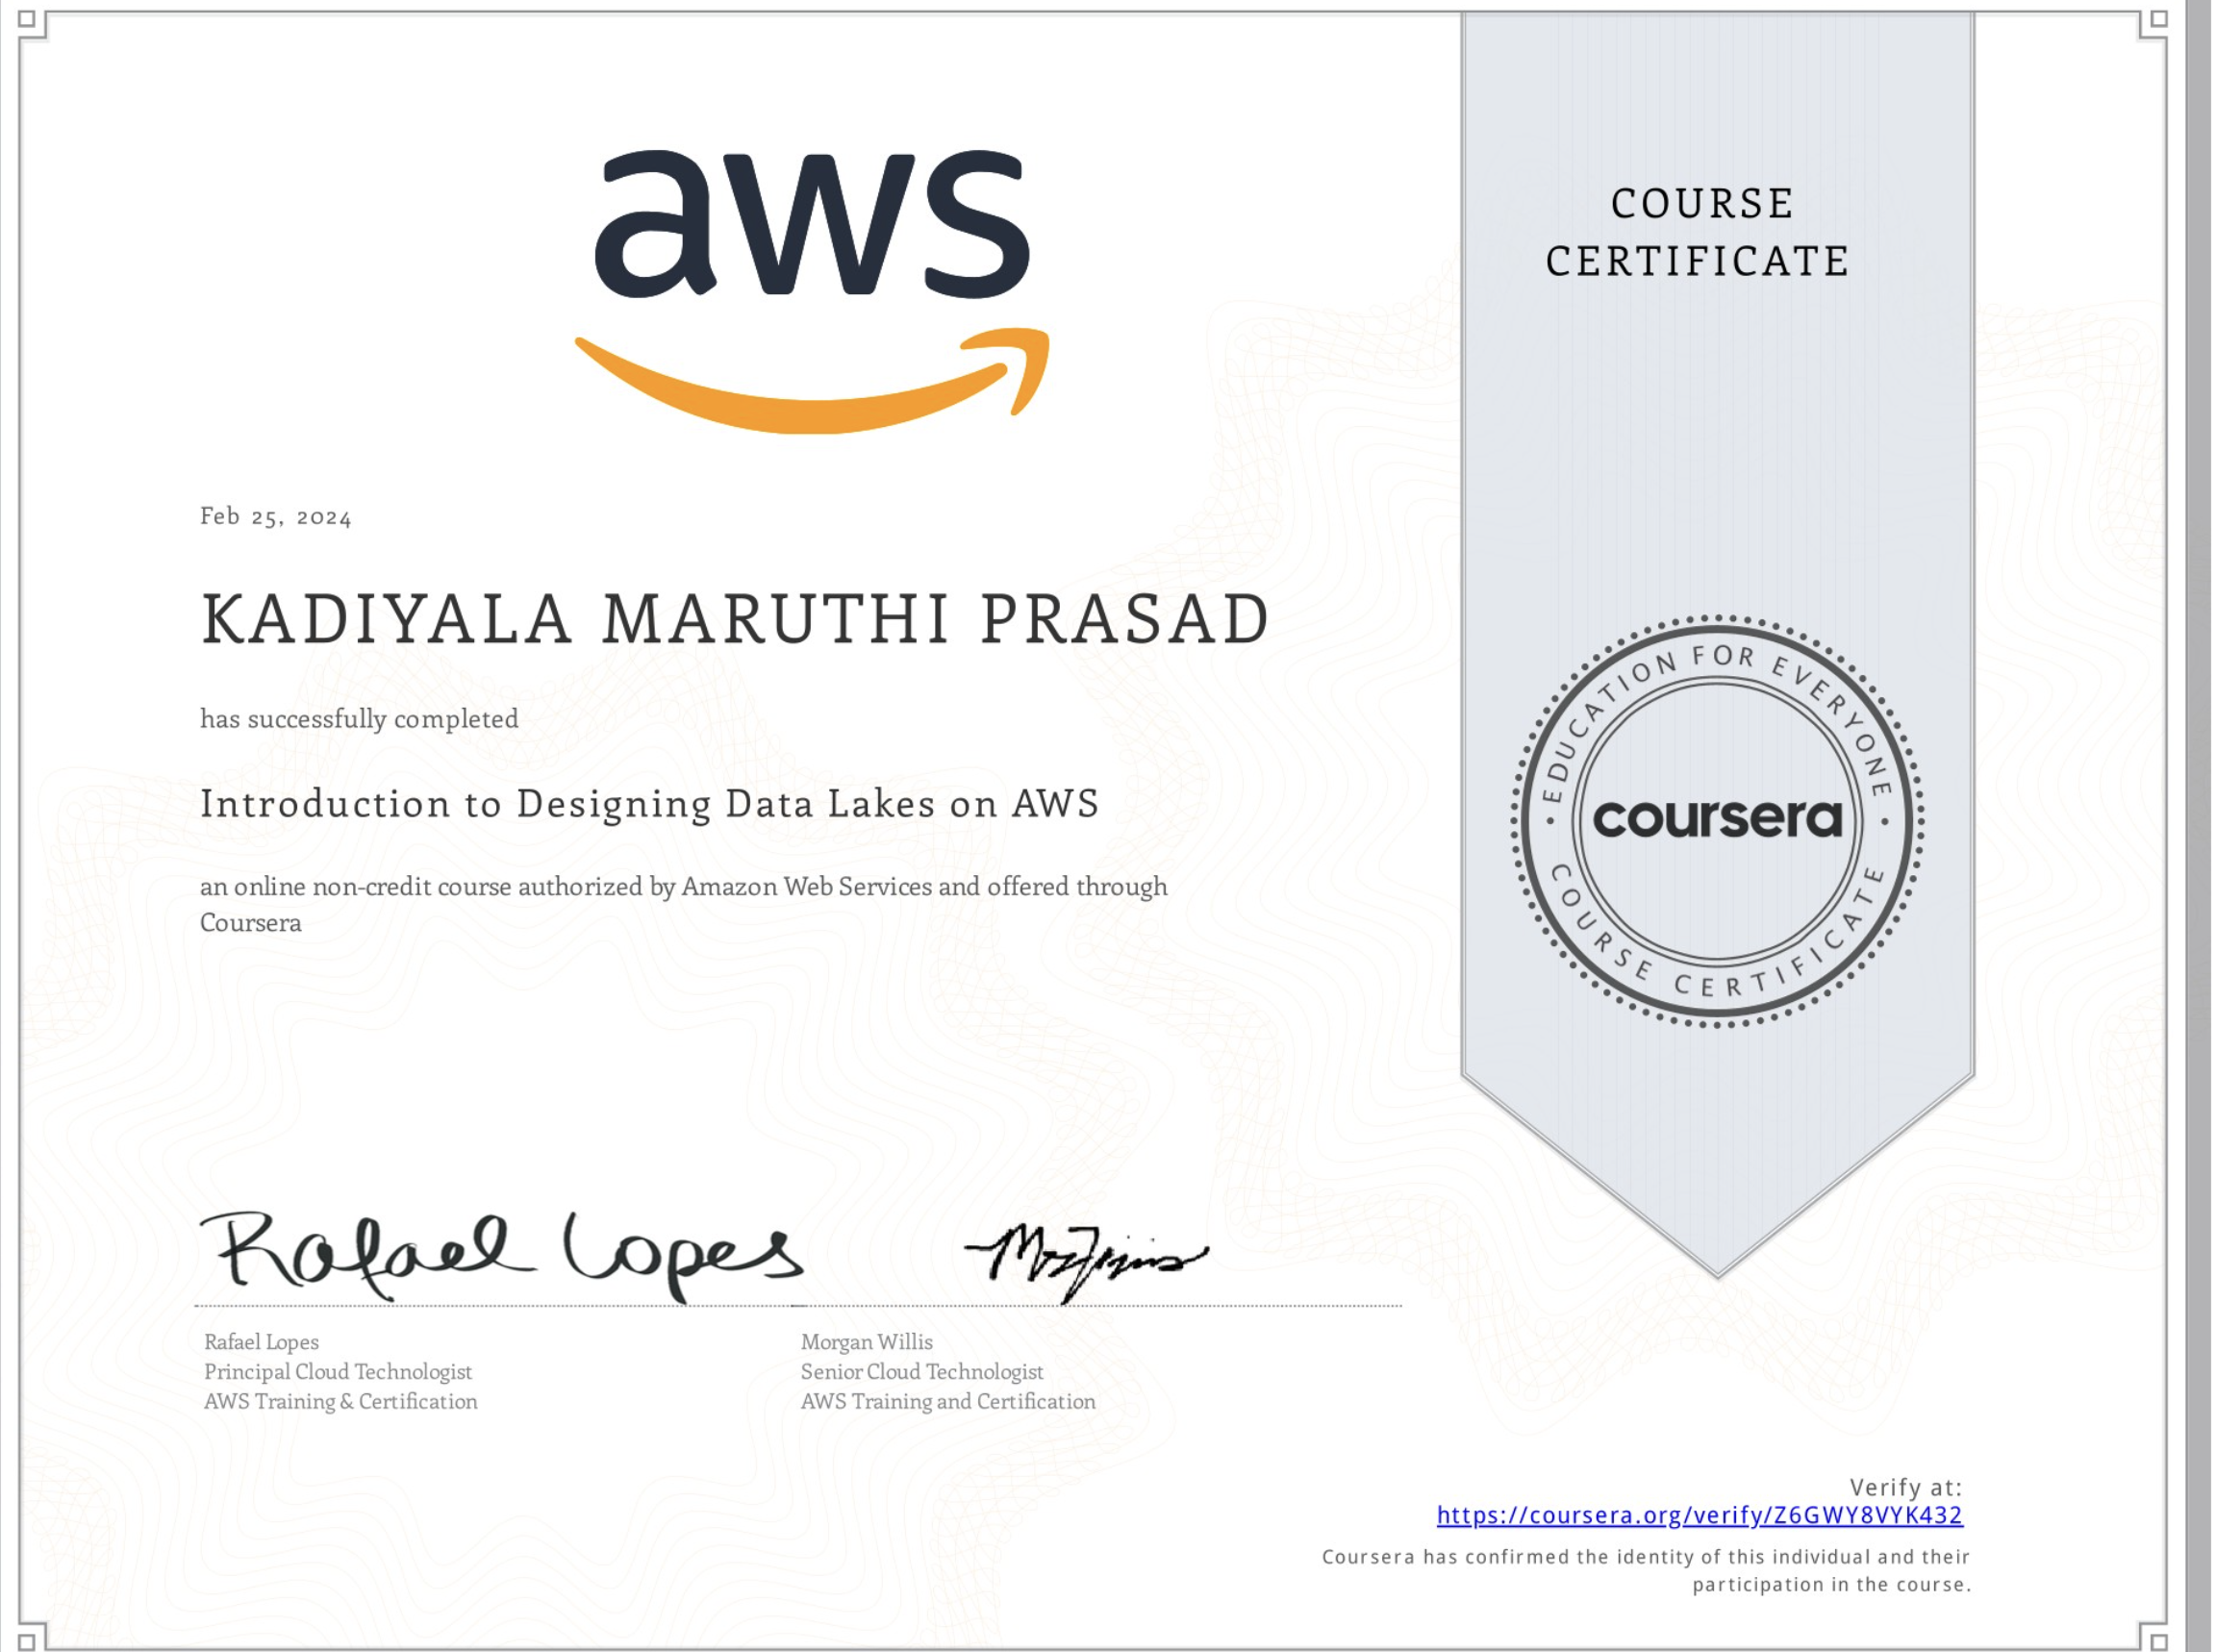 aws
COURSE
CERTIFICATE
Feb 25, 2024
KADIYALA MARUTHI PRASAD
has successfully completed
Introduction to Designing Data Lakes on AWS
an online non-credit course authorized by Amazon Web Services and offered through
Coursera
• EDUCATION FOR EVERYONE •
coursera
COURSE CERTIFICATE
Rafael Lopes
Rafael Lopes
Principal Cloud Technologist
AWS Training & Certification
Morgan Willis
Senior Cloud Technologist
AWS Training and Certification
Verify at:
https://coursera.org/verify/Z6GWY8VYK432
Coursera has confirmed the identity of this individual and their
participation in the course.